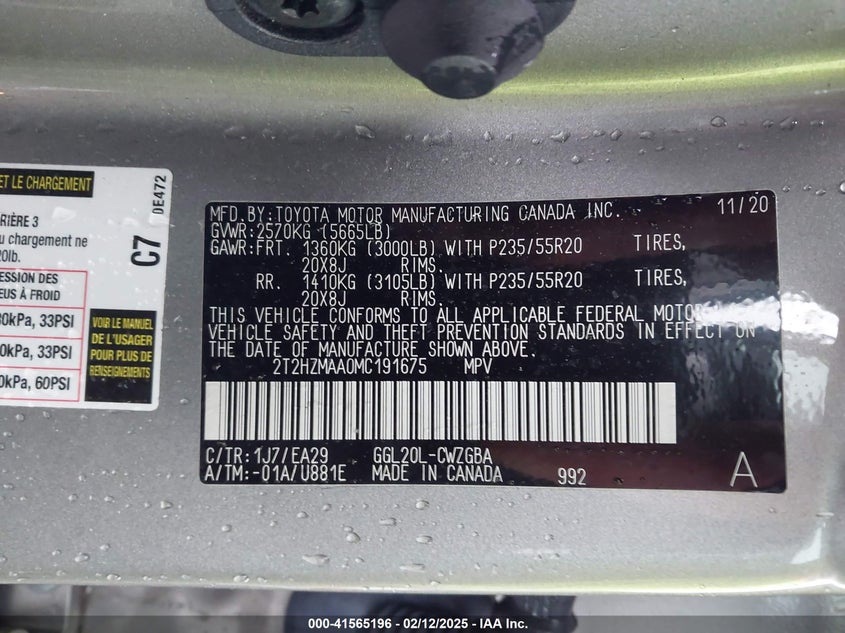 ET LE CHARGEMENT
RIÈRE 3
u chargement ne
20lb.
ESSION DES
EUS À FROID
30kPa, 33PSI
0kPa, 33PSI
0kPa, 60PSI
VOIR LE MANUEL
DE L'USAGER
POUR PLUS DE
RENSEIGNEMENTS
C7
0E472
MFD.BY:TOYOTA MOTOR MANUFACTURING CANADA INC. 11/20
GVWR:2570KG (5665LB)
GAWR:FRT. 1360KG (3000LB) WITH P235/55R20 TIRES,
20X8J RIMS.
RR. 1410KG (3105LB) WITH P235/55R20 TIRES,
20X8J RIMS.
THIS VEHICLE CONFORMS TO ALL APPLICABLE FEDERAL MOTOR
VEHICLE SAFETY AND THEFT PREVENTION STANDARDS IN EFFECT ON
THE DATE OF MANUFACTURE SHOWN ABOVE.
2T2HZMAA0MC191675 MPV
C/TR:1J7/EA29 GGL20L-CWZGBA
A/TM:-01A/U881E MADE IN CANADA 992 A
000-41565196 - 02/12/2025 - IAA Inc.